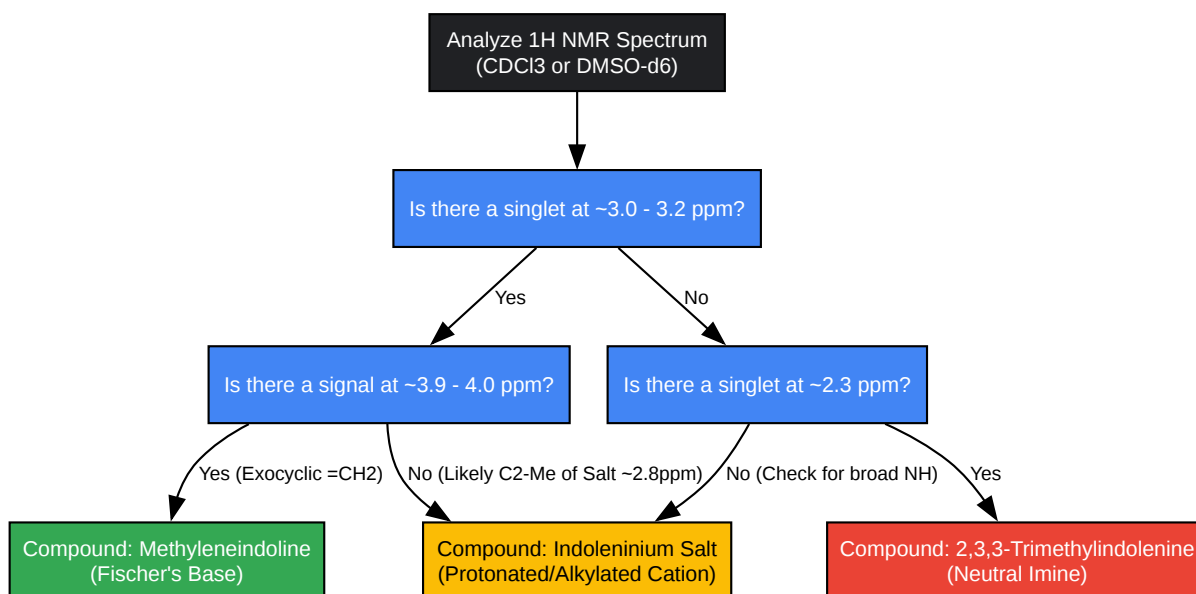 Analyze 1H NMR Spectrum
(CDCl3 or DMSO-d6)
Is there a singlet at ~3.0 - 3.2 ppm?
Yes
No
Is there a signal at ~3.9 - 4.0 ppm?
Is there a singlet at ~2.3 ppm?
Yes (Exocyclic =CH2)
No (Likely C2-Me of Salt ~2.8ppm)
No (Check for broad NH)
Yes
Compound: Methyleneindoline
(Fischer's Base)
Compound: Indoleninium Salt
(Protonated/Alkylated Cation)
Compound: 2,3,3-Trimethylindolenine
(Neutral Imine)